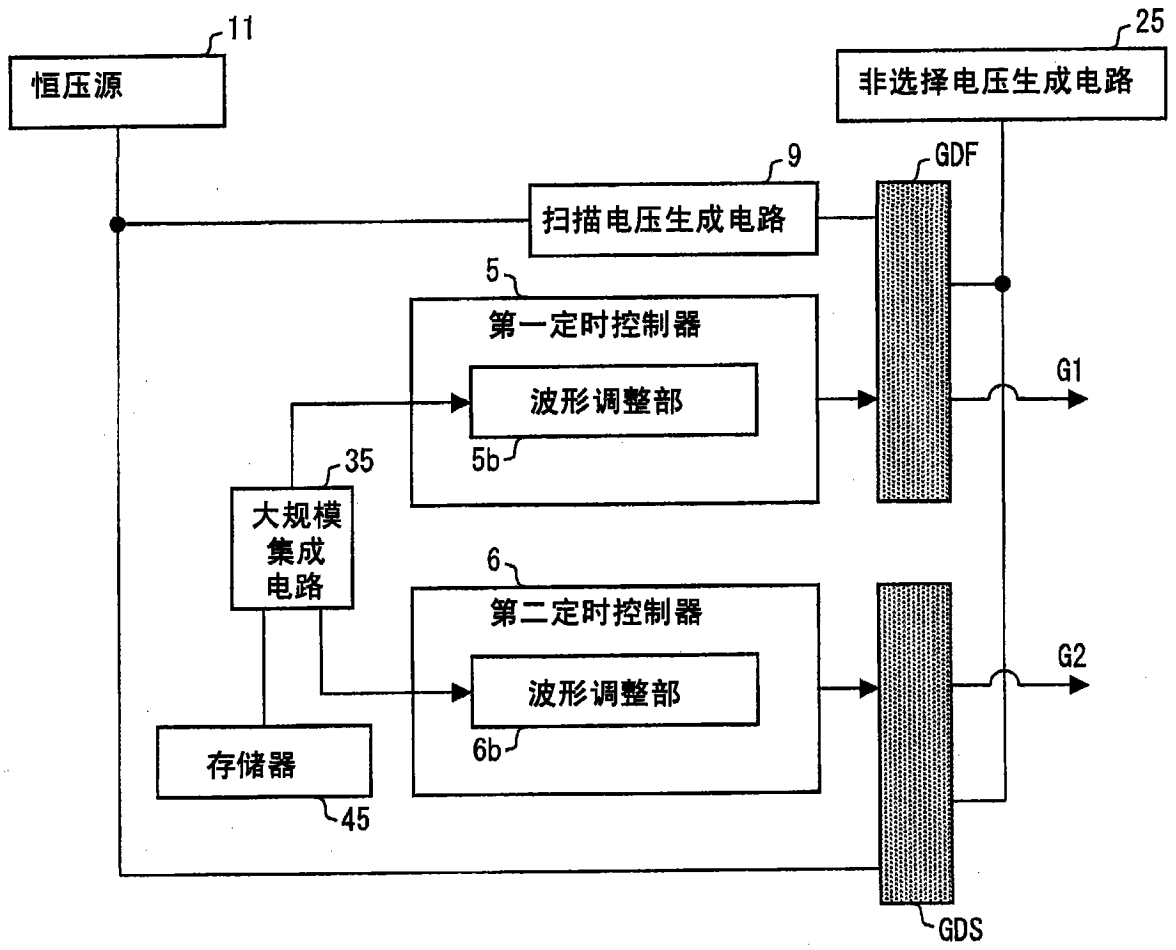 11
恒压源
25
非选择电压生成电路
GDF
9
扫描电压生成电路
5
第一定时控制器
波形调整部
5b
G1
35
大规模
集成
电路
6
第二定时控制器
波形调整部
6b
G2
存储器
45
GDS